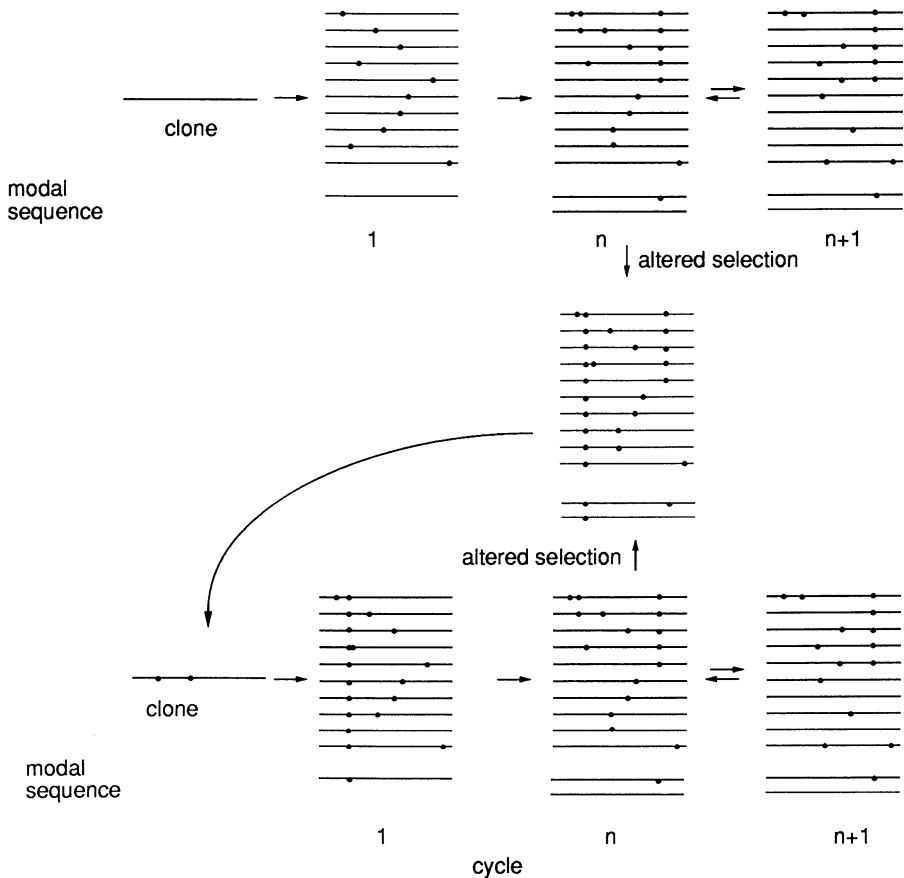 clone
modal
sequence
1
n
n+1
altered selection
altered selection
clone
modal
sequence
1
n
n+1
cycle